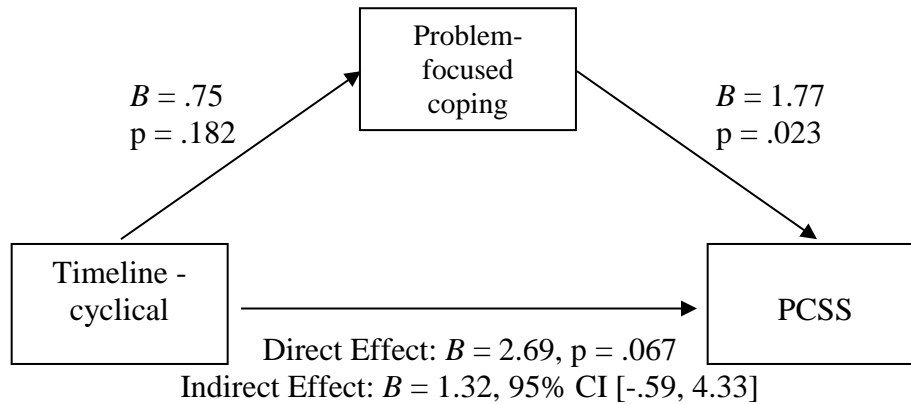 Problem-
focused
coping
B = .75
p = .182
B = 1.77
p = .023
Timeline -
cyclical
PCSS
Direct Effect: B = 2.69, p = .067
Indirect Effect: B = 1.32, 95% CI [-.59, 4.33]